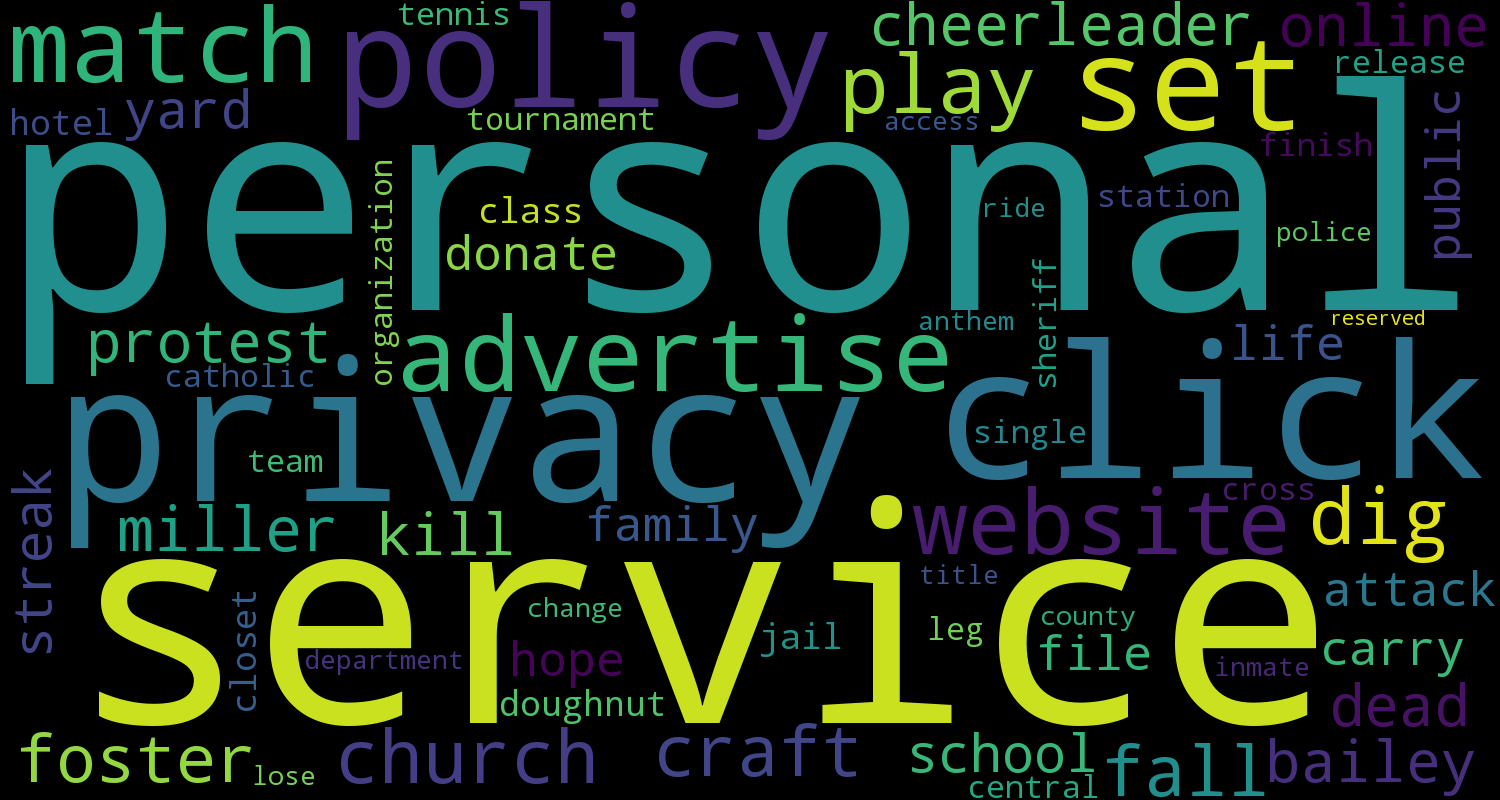 match
tennis
policy
cheerleader
online
play
set
release
hotel
yard
tournament
access
finish
public
personal
organization
class
donate
ride
station
police
sheriff
protest
catholic
advertise
anthem
reserved
life
privacy
click
team
single
streak
miller
kill
family
website
cross
dig
service
title
attack
closet
change
department
hope
doughnut
jail
leg
county
file
inmate
carry
dead
foster
lose
church
craft
school
central
fall
bailey